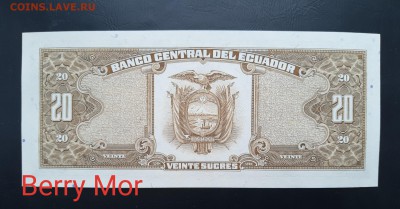 COINS.LAVE.RU
BANCO CENTRAL DEL ECUADOR
20 20
20 20
20 20
VEINTE VEINTE
VEINTE SUCRES
Berry Mor